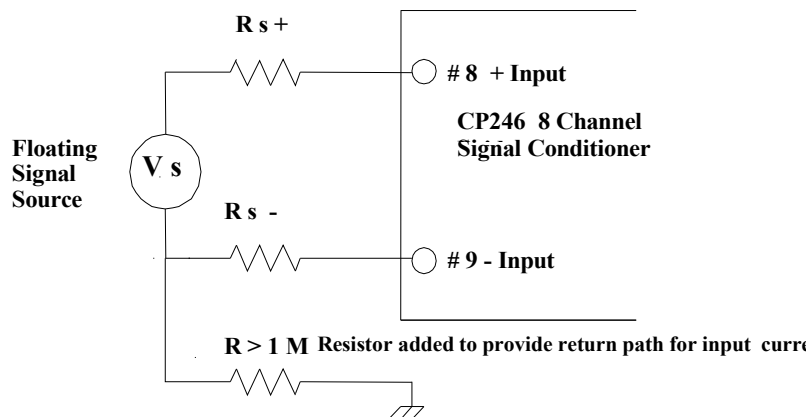 R s +
# 8 + Input
CP246 8 Channel
Signal Conditioner
Floating
Signal
Source
V s
R s -
# 9 - Input
R > 1 M Resistor added to provide return path for input curre